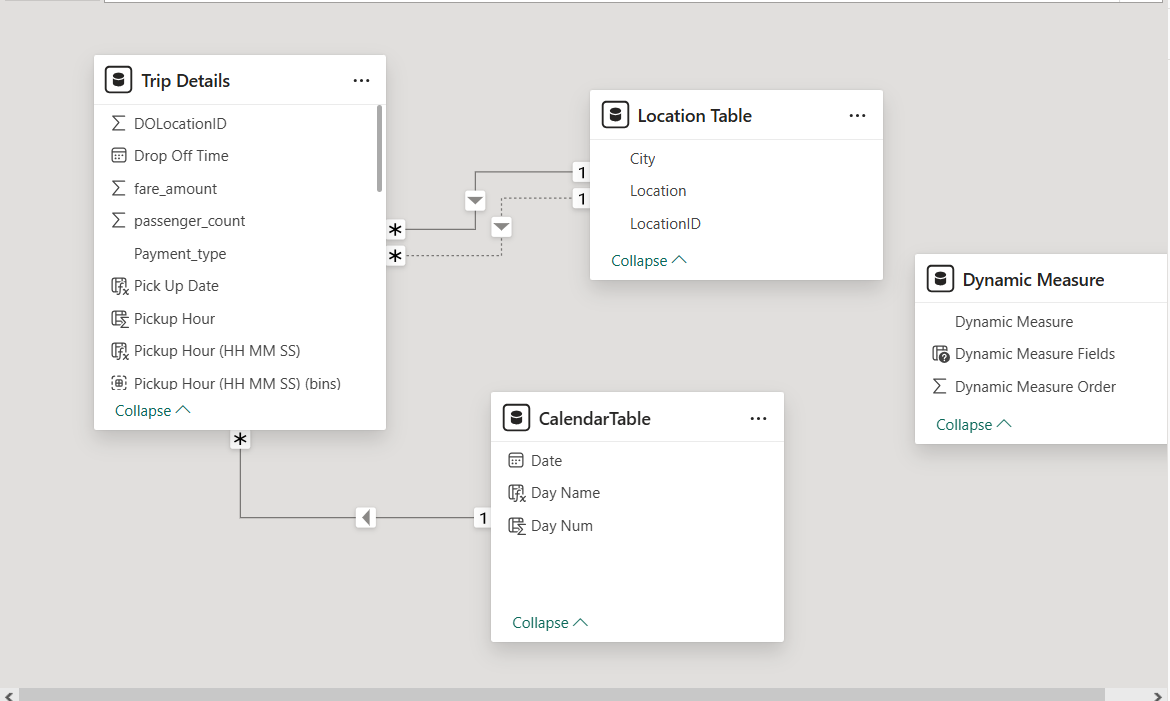 Trip Details
...
DOLocationID
Drop Off Time
fare_amount
passenger_count
Payment_type
Pick Up Date
Pickup Hour
Pickup Hour (HH MM SS)
Pickup Hour (HH MM SS) (bins)
Collapse
*
*
*
1
1
Location Table
...
City
Location
LocationID
Collapse
1
CalendarTable
...
Date
Day Name
Day Num
Collapse
Dynamic Measure
Dynamic Measure
Dynamic Measure Fields
Dynamic Measure Order
Collapse